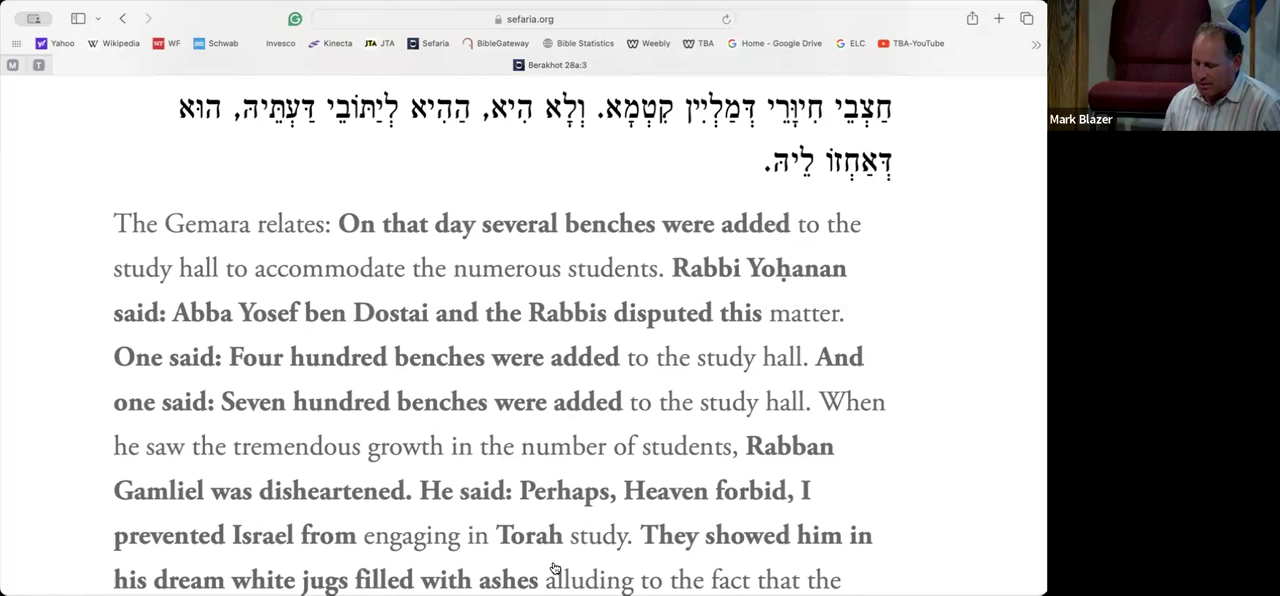 sefaria.org
Yahoo
Wikipedia
WF WF
Schwab
Invesco
Kinecta
JTA JTA
Sefaria
BibleGateway
Bible Statistics
Weebly
TBA
Home - Google Drive
ELC
TBA-YouTube
M
T
Berakhot 28a:3
Mark Blazer
חַצְבֵי חִיוָּרֵי דְּמַלְיִין קִטְמָא. וְלָא הִיא, הַהִיא לְיַתּוֹבֵי דַּעְתֵּיהּ, הוּא
דְּאַחְזוֹ לֵיהּ.
The Gemara relates: On that day several benches were added to the
study hall to accommodate the numerous students. Rabbi Yoḥanan
said: Abba Yosef ben Dostai and the Rabbis disputed this matter.
One said: Four hundred benches were added to the study hall. And
one said: Seven hundred benches were added to the study hall. When
he saw the tremendous growth in the number of students, Rabban
Gamliel was disheartened. He said: Perhaps, Heaven forbid, I
prevented Israel from engaging in Torah study. They showed him in
his dream white jugs filled with ashes alluding to the fact that the